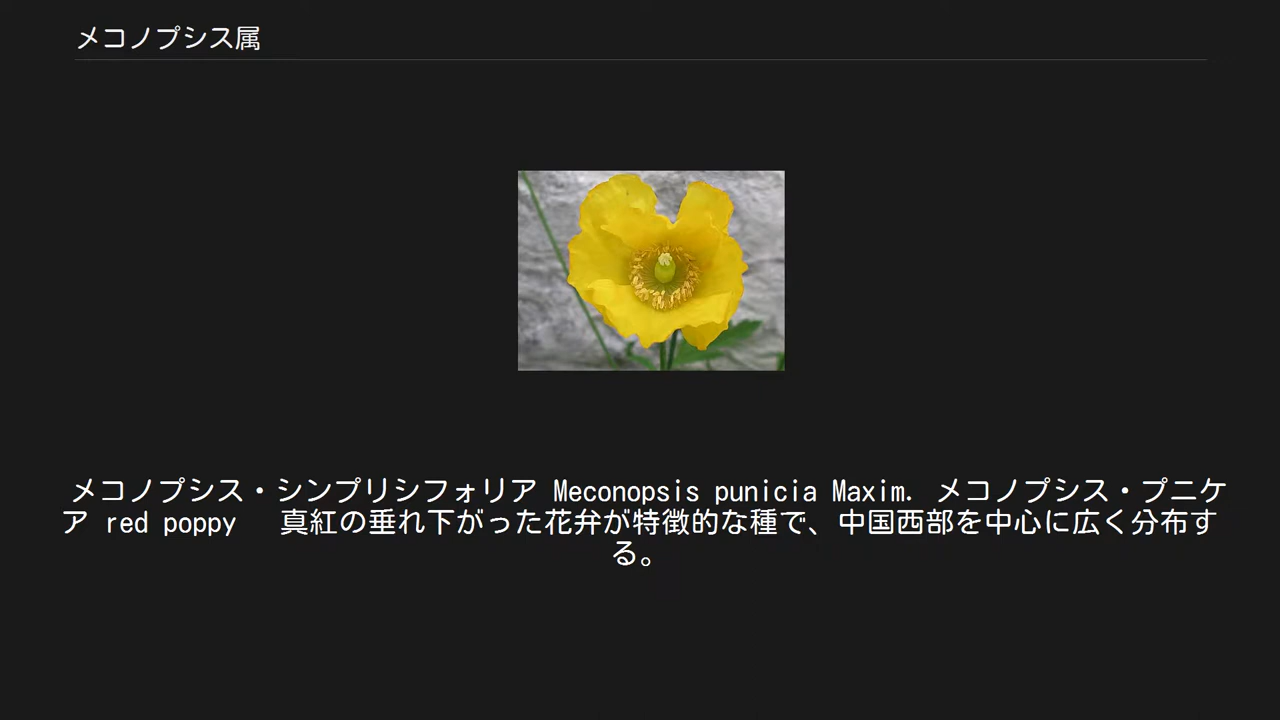 メコノプシス属
メコノプシス・シンプリシフォリア Meconopsis punicia Maxim. メコノプシス・プニケ
ア red poppy　 真紅の垂れ下がった花弁が特徴的な種で、中国西部を中心に広く分布す
る。